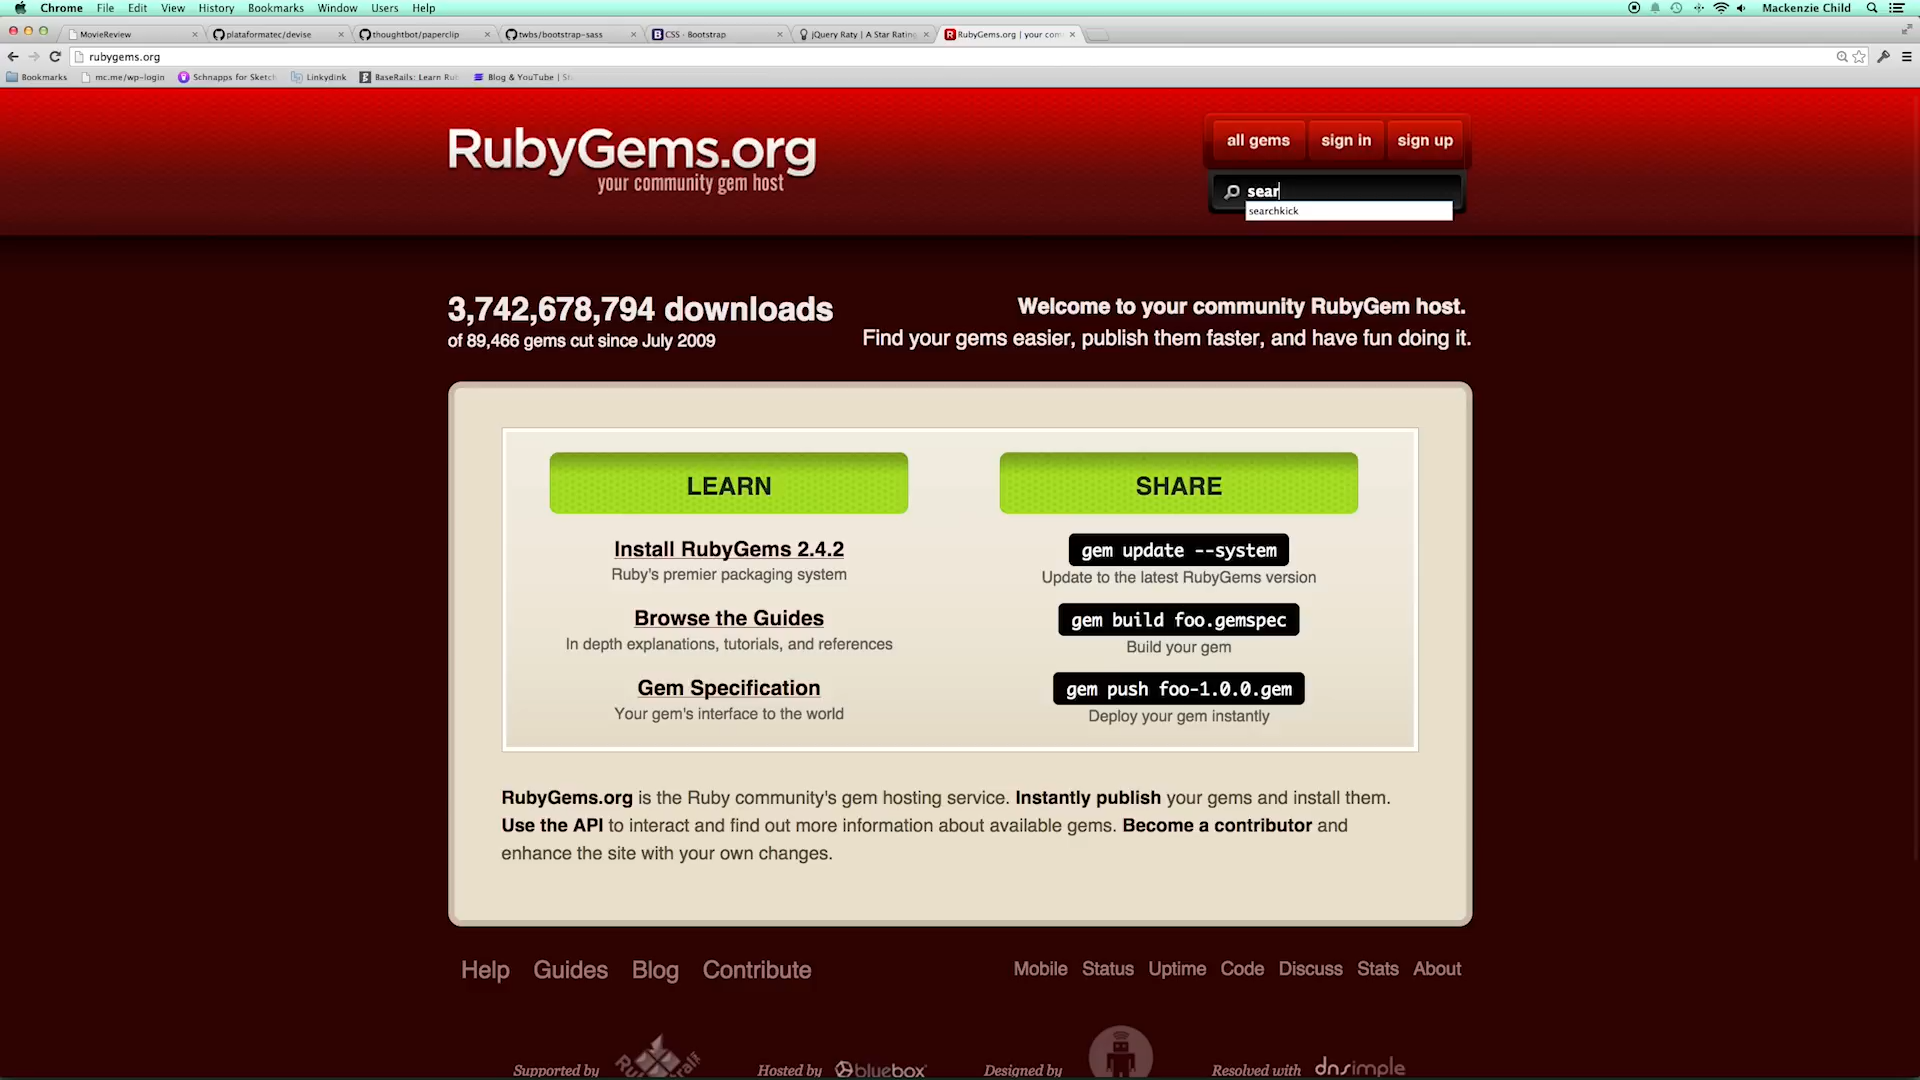 Chrome File Edit View History Bookmarks Window Users Help Mackenzie Child
MovieReview plataformatec/devise thoughtbot/paperclip twbs/bootstrap-sass CSS · Bootstrap jQuery Raty | A Star Rating RubyGems.org | your com
rubygems.org
Bookmarks mc.me/wp-login Schnapps for Sketch Linkydink BaseRails: Learn Ru Blog & YouTube | St
RubyGems.org
your community gem host
all gems sign in sign up
sear
searchkick
3,742,678,794 downloads
of 89,466 gems cut since July 2009
Welcome to your community RubyGem host.
Find your gems easier, publish them faster, and have fun doing it.
LEARN
Install RubyGems 2.4.2
Ruby's premier packaging system
Browse the Guides
In depth explanations, tutorials, and references
Gem Specification
Your gem's interface to the world
SHARE
gem update --system
Update to the latest RubyGems version
gem build foo.gemspec
Build your gem
gem push foo-1.0.0.gem
Deploy your gem instantly
RubyGems.org is the Ruby community's gem hosting service. Instantly publish your gems and install them.
Use the API to interact and find out more information about available gems. Become a contributor and
enhance the site with your own changes.
Help Guides Blog Contribute
Mobile Status Uptime Code Discuss Stats About
Supported by Hosted by bluebox Designed by Resolved with dnsimple